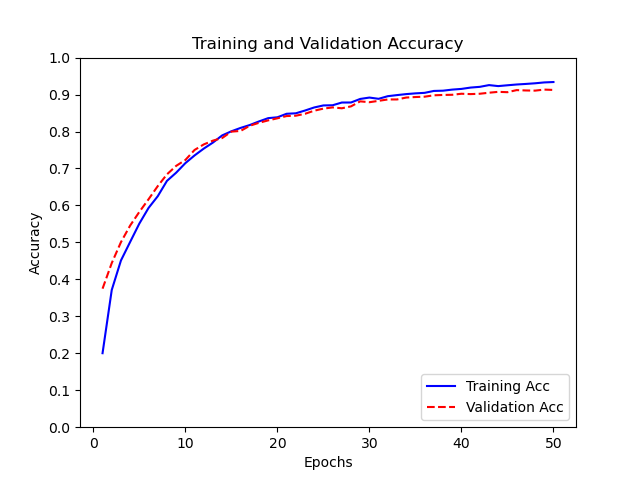 Training and Validation Accuracy
1.0
0.9
0.8
0.7
0.6
0.5
0.4
0.3
0.2
0.1
0.0
Accuracy
0 10 20 30 40 50
Epochs
Training Acc
Validation Acc